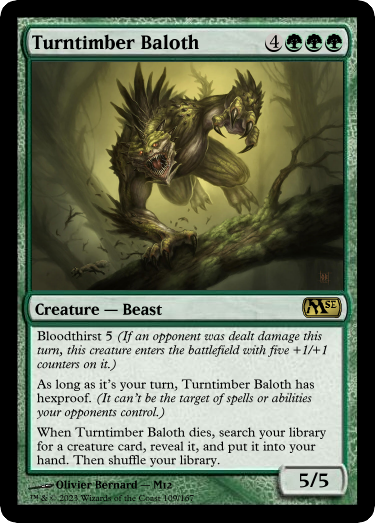 Turntimber Baloth 4
Creature — Beast
MSE
Bloodthirst 5 (If an opponent was dealt damage this
turn, this creature enters the battlefield with five +1/+1
counters on it.)
As long as it's your turn, Turntimber Baloth has
hexproof. (It can't be the target of spells or abilities
your opponents control.)
When Turntimber Baloth dies, search your library
for a creature card, reveal it, and put it into your
hand. Then shuffle your library.
5/5
Olivier Bernard — M12
™ & © 2023 Wizards of the Coast 109/167